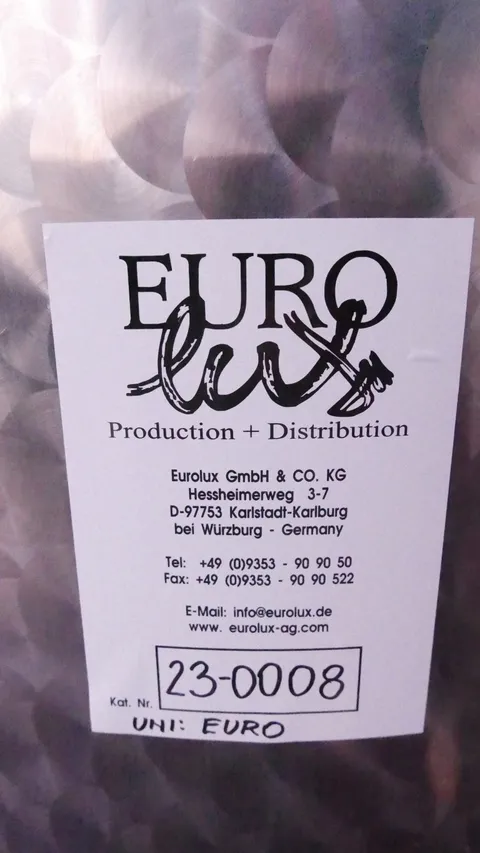 EURO
lux
Production + Distribution
Eurolux GmbH & CO. KG
Hessheimerweg 3-7
D-97753 Karlstadt-Karlburg
bei Würzburg - Germany
Tel: +49 (0)9353 - 90 90 50
Fax: +49 (0)9353 - 90 90 522
E-Mail: info@eurolux.de
www. eurolux-ag.com
Kat. Nr. 23-0008
UNI: EURO